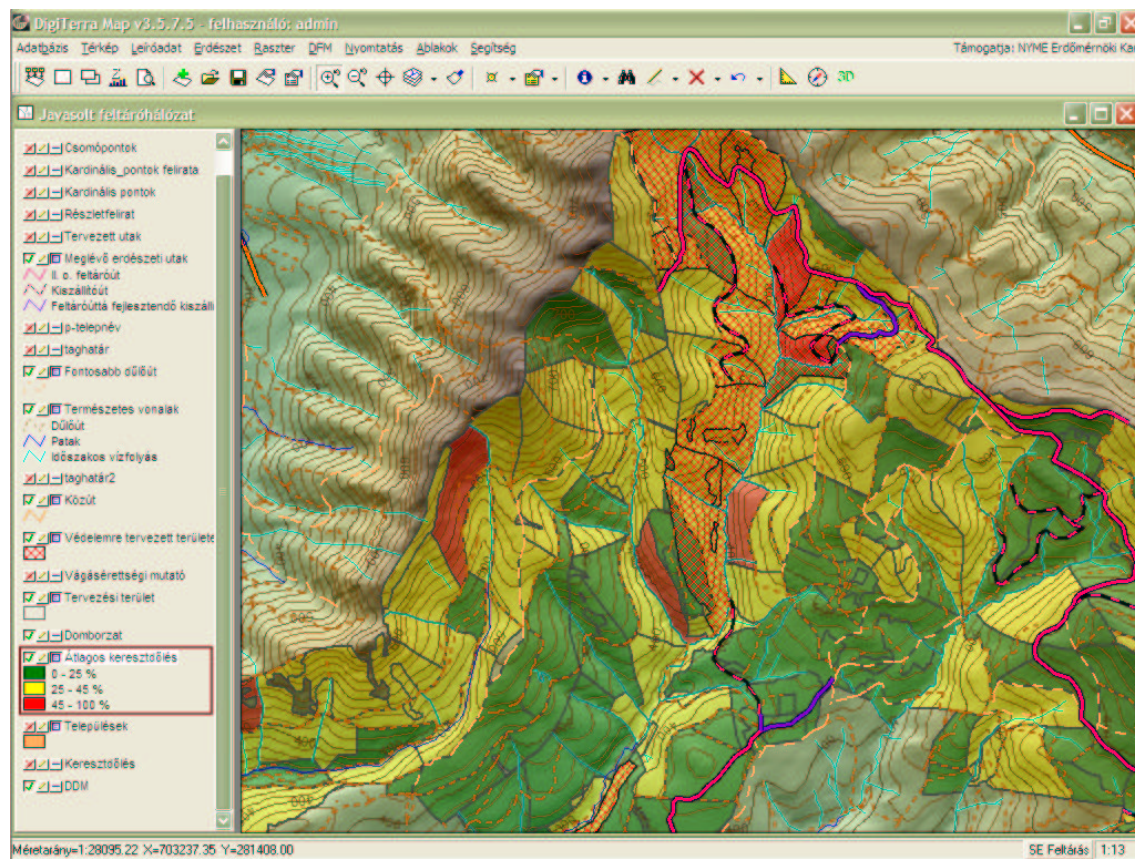 DigiTerra Map v3.5.7.5 - felhasználó: admin
Adatbázis Térkép Leíróadat Erdészet Raszter DFM Nyomtatás Ablakok Segítség
Támogatja: NYME Erdőmérnöki Kar
3D
Javasolt feltáróhálózat
Csomópontok
Kardinális_pontok felirata
Kardinális pontok
Részletfelirat
Tervezett utak
Meglévő erdészeti utak
II. o. feltáróút
Kiszállítóút
Feltáróúttá fejlesztendő kiszáll
p-telepnév
taghatár
Fontosabb dűlőút
Természetes vonalak
Dűlőút
Patak
Időszakos vízfolyás
taghatár2
Közút
Védelemre tervezett területe
Vágásérettségi mutató
Tervezési terület
Domborzat
Átlagos keresztdőlés
0 - 25 %
25 - 45 %
45 - 100 %
Települések
Keresztdőlés
DDM
Méretarány=1:28095.22 X=703237.35 Y=281408.00
SE Feltárás 1:13